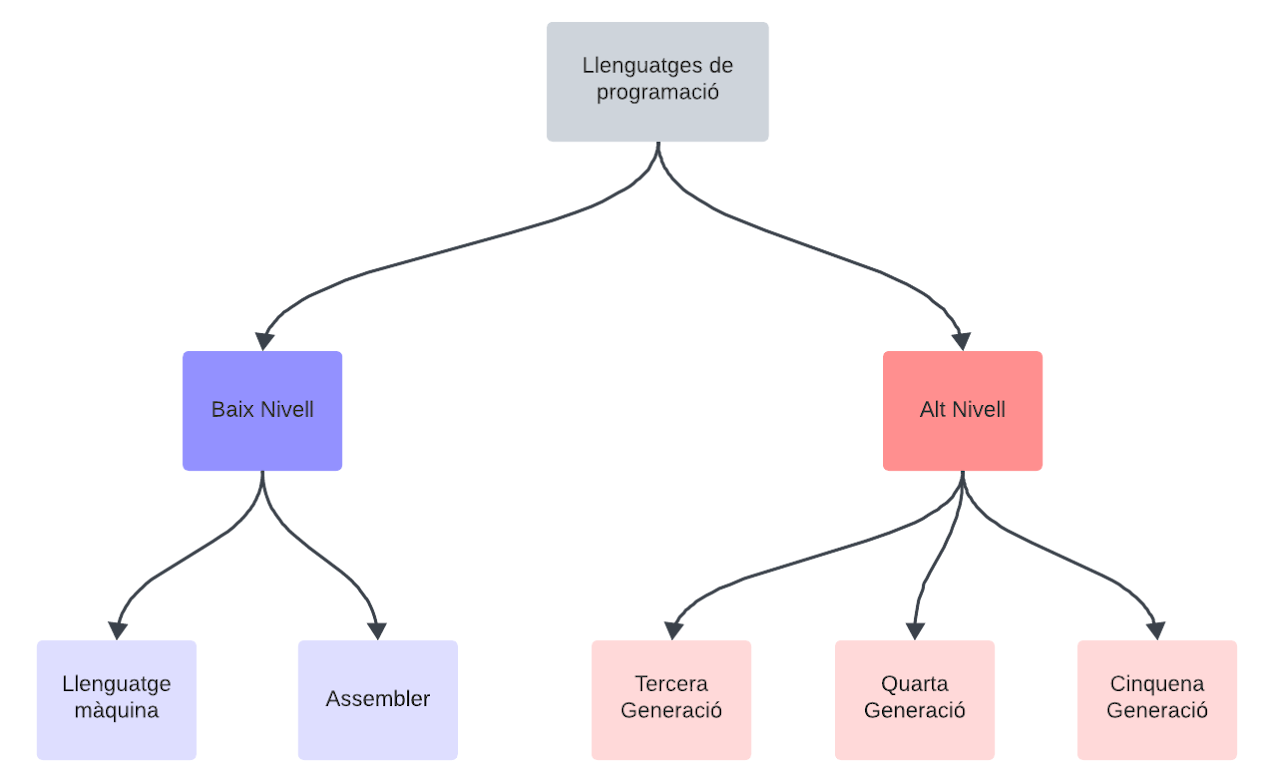 Llenguatges de
programació
Baix Nivell
Alt Nivell
Llenguatge
màquina
Assembler
Tercera
Generació
Quarta
Generació
Cinquena
Generació